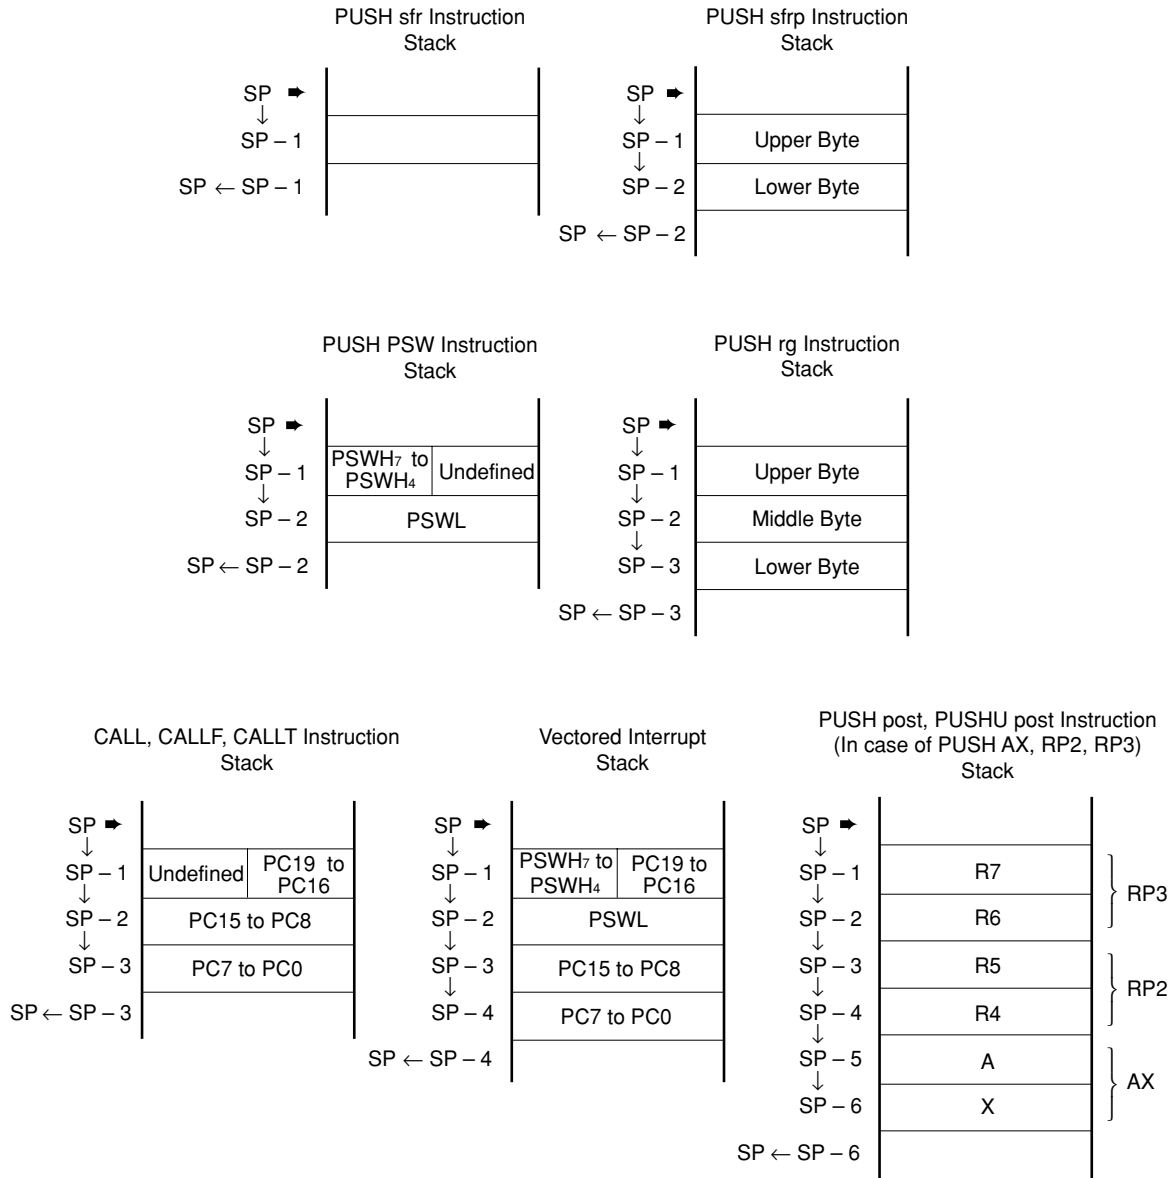 PUSH sfr Instruction
Stack
SP ➨
↓
SP – 1
SP ← SP – 1
PUSH sfrp Instruction
Stack
SP ➨
↓
SP – 1
Upper Byte
↓
SP – 2
Lower Byte
SP ← SP – 2
PUSH PSW Instruction
Stack
SP ➨
↓
SP – 1
PSWH7 to
PSWH4
Undefined
↓
SP – 2
PSWL
SP ← SP – 2
PUSH rg Instruction
Stack
SP ➨
↓
SP – 1
Upper Byte
↓
SP – 2
Middle Byte
↓
SP – 3
Lower Byte
SP ← SP – 3
CALL, CALLF, CALLT Instruction
Stack
SP ➨
↓
SP – 1
Undefined
PC19 to
PC16
↓
SP – 2
PC15 to PC8
↓
SP – 3
PC7 to PC0
SP ← SP – 3
Vectored Interrupt
Stack
SP ➨
↓
SP – 1
PSWH7 to
PSWH4
PC19 to
PC16
↓
SP – 2
PSWL
↓
SP – 3
PC15 to PC8
↓
SP – 4
PC7 to PC0
SP ← SP – 4
PUSH post, PUSHU post Instruction
(In case of PUSH AX, RP2, RP3)
Stack
SP ➨
↓
SP – 1
R7
↓
SP – 2
R6
RP3
↓
SP – 3
R5
↓
SP – 4
R4
RP2
↓
SP – 5
A
↓
SP – 6
X
AX
SP ← SP – 6